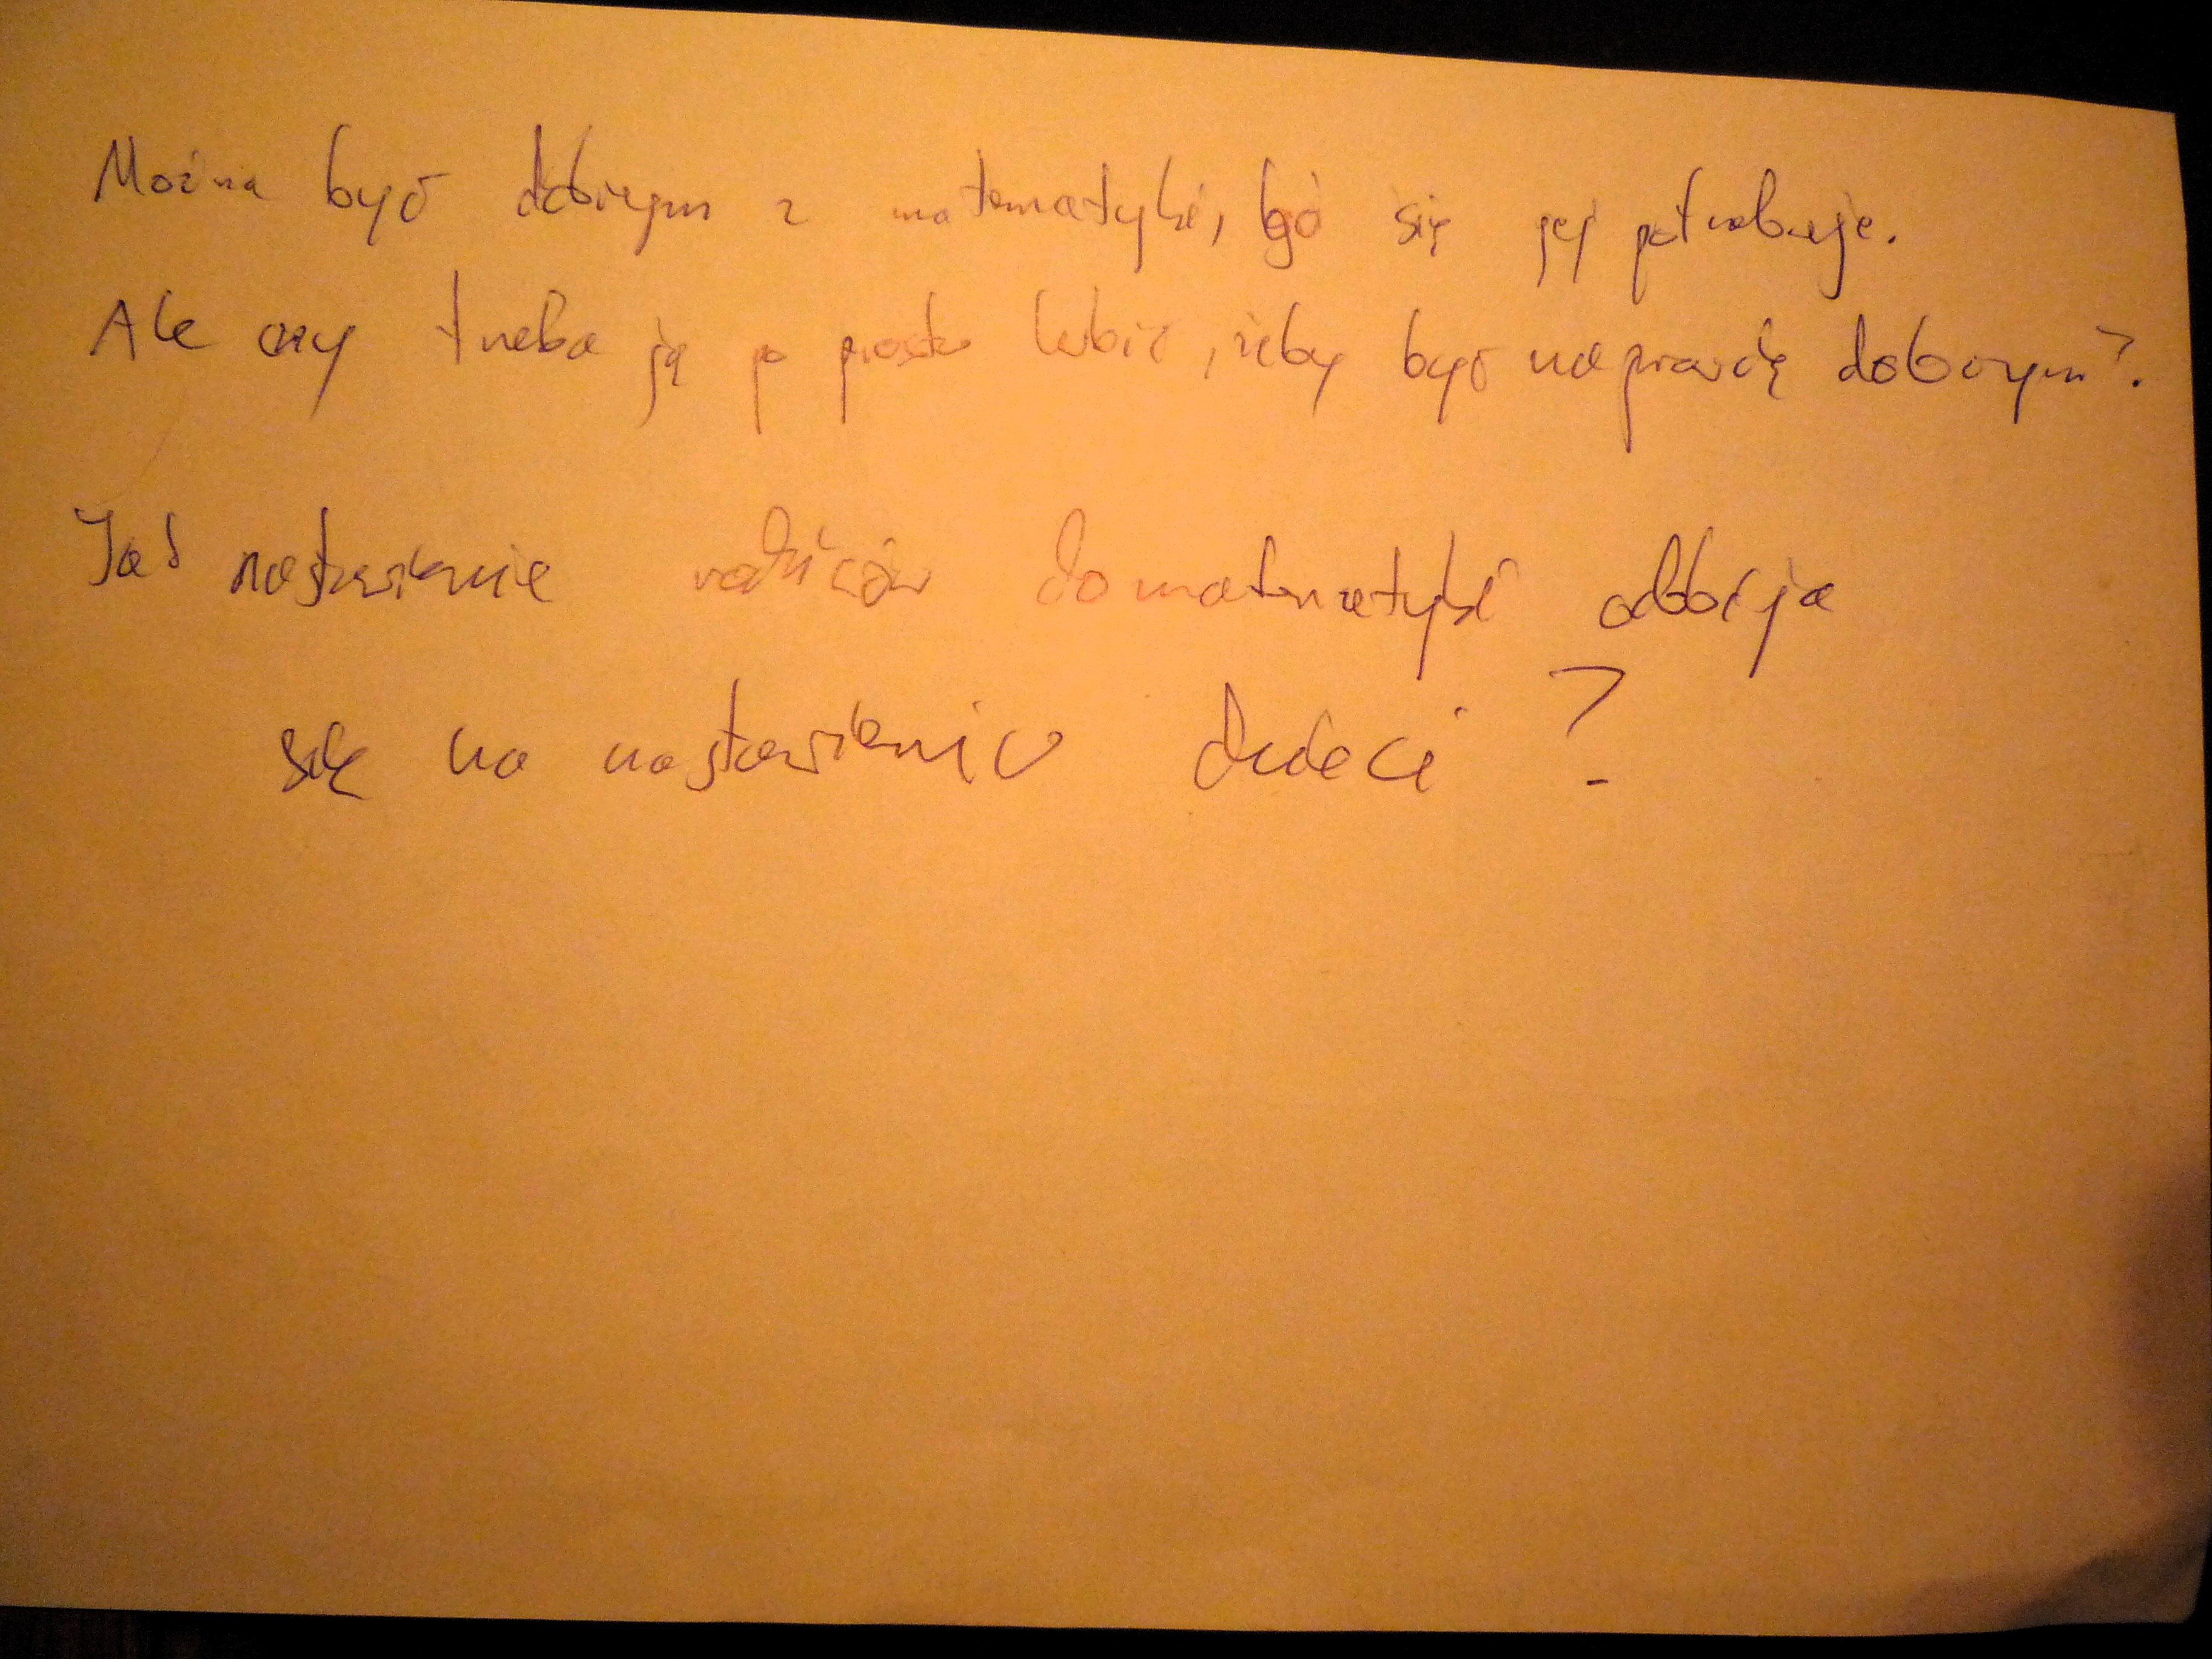 Można być dobrym z matematyki, bo się jej potrzebuje.
Ale czy trzeba ją po prostu lubić, żeby być naprawdę dobrym?
Jak nastawienie rodziców do matematyki odbija
się na nastawieniu dzieci?